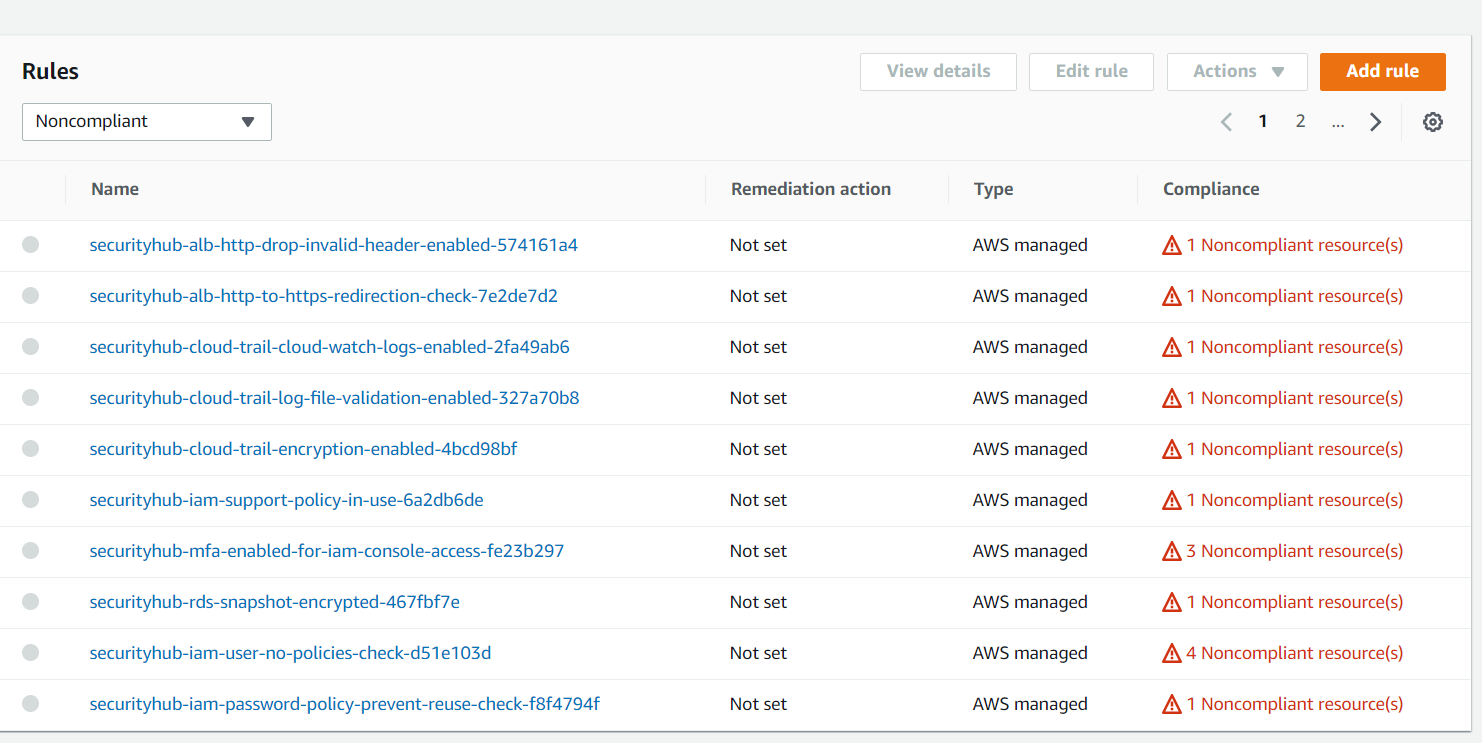 Rules
View details Edit rule Actions Add rule
Noncompliant
1 2 ...
Name Remediation action Type Compliance
securityhub-alb-http-drop-invalid-header-enabled-574161a4 Not set AWS managed 1 Noncompliant resource(s)
securityhub-alb-http-to-https-redirection-check-7e2de7d2 Not set AWS managed 1 Noncompliant resource(s)
securityhub-cloud-trail-cloud-watch-logs-enabled-2fa49ab6 Not set AWS managed 1 Noncompliant resource(s)
securityhub-cloud-trail-log-file-validation-enabled-327a70b8 Not set AWS managed 1 Noncompliant resource(s)
securityhub-cloud-trail-encryption-enabled-4bcd98bf Not set AWS managed 1 Noncompliant resource(s)
securityhub-iam-support-policy-in-use-6a2db6de Not set AWS managed 1 Noncompliant resource(s)
securityhub-mfa-enabled-for-iam-console-access-fe23b297 Not set AWS managed 3 Noncompliant resource(s)
securityhub-rds-snapshot-encrypted-467fbf7e Not set AWS managed 1 Noncompliant resource(s)
securityhub-iam-user-no-policies-check-d51e103d Not set AWS managed 4 Noncompliant resource(s)
securityhub-iam-password-policy-prevent-reuse-check-f8f4794f Not set AWS managed 1 Noncompliant resource(s)